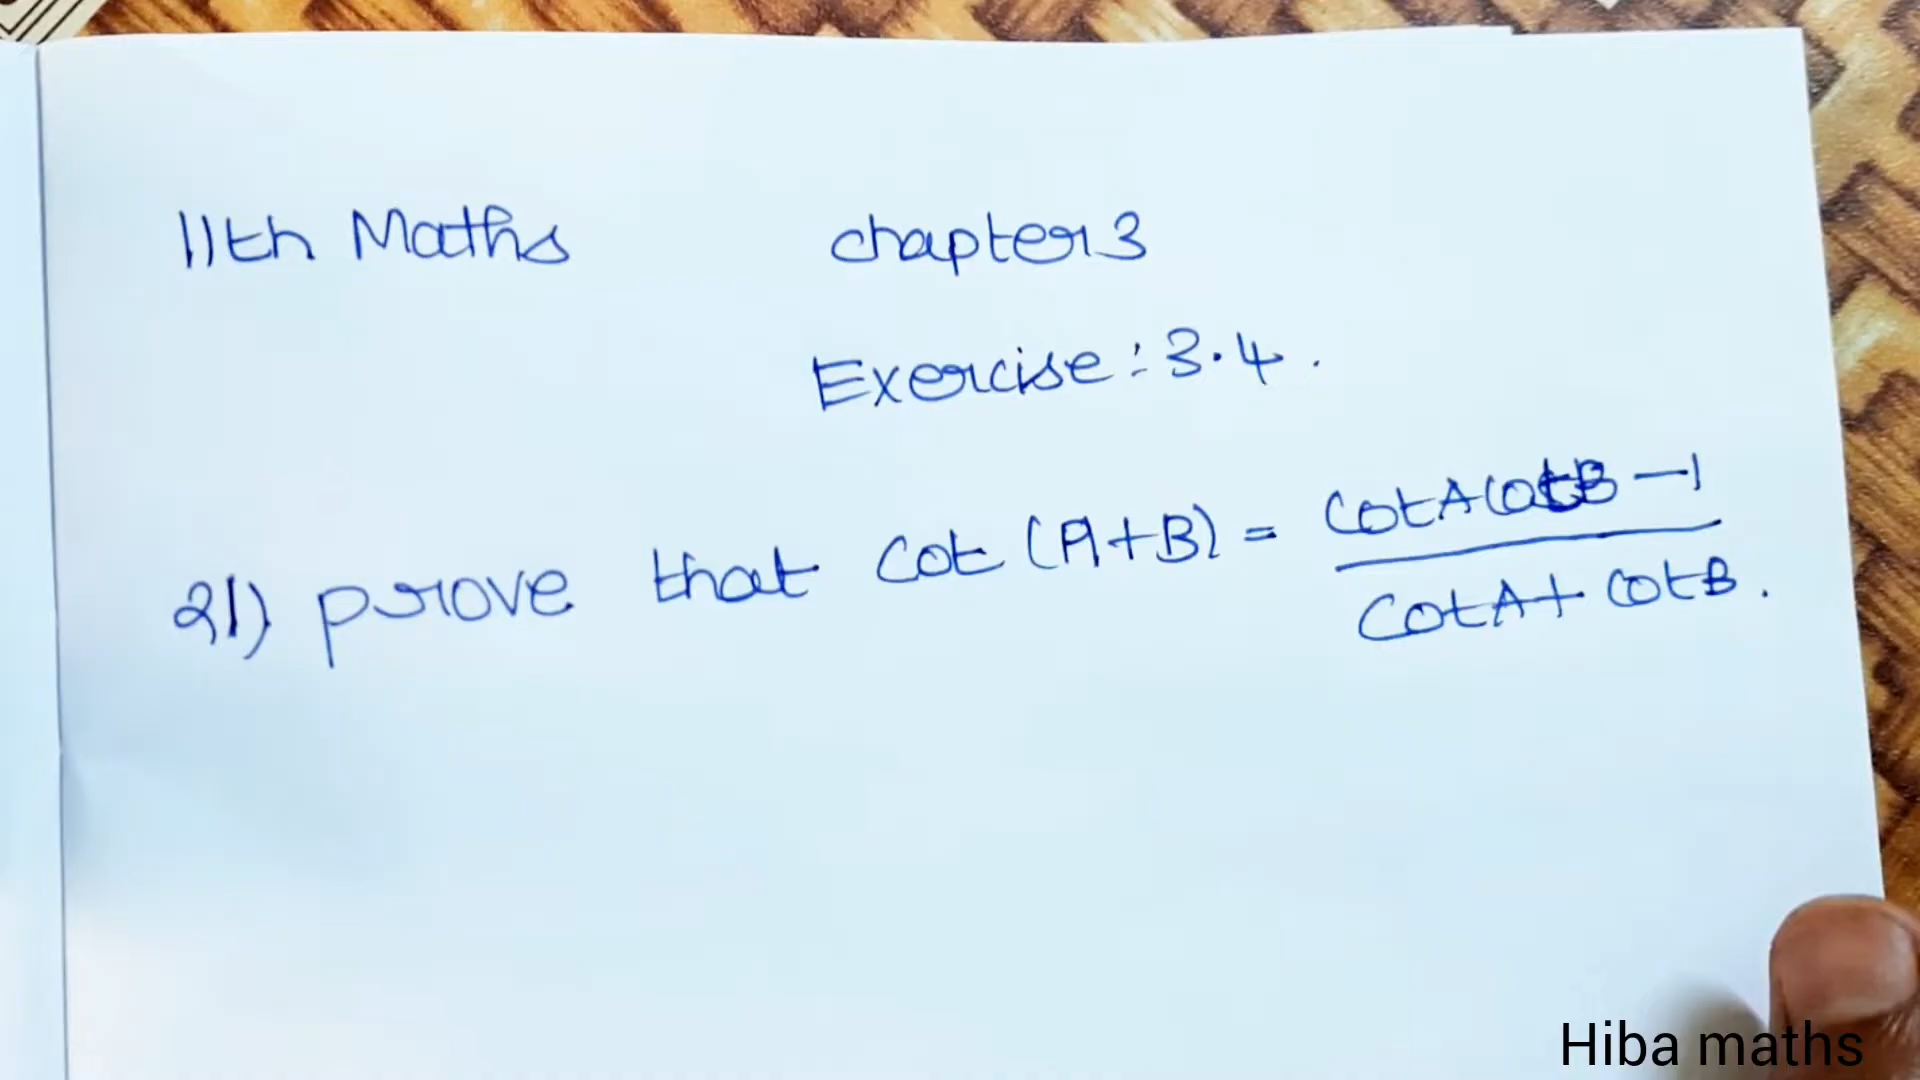 11th Maths chapter 3
Exercise : 3.4.
21) prove that cot (A+B) = cotA cotB - 1 / cotA + cotB.
Hiba maths